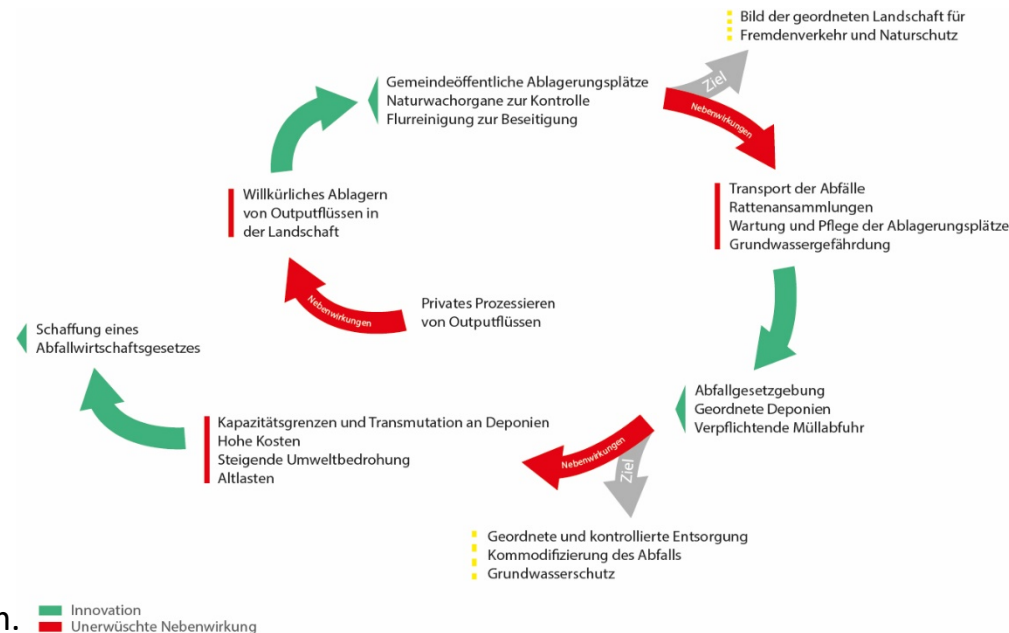 Bild der geordneten Landschaft für
Fremdenverkehr und Naturschutz
Ziel
Gemeindeöffentliche Ablagerungsplätze
Naturwachorgane zur Kontrolle
Flurreinigung zur Beseitigung
Nebenwirkungen
Willkürliches Ablagern
von Outputflüssen in
der Landschaft
Transport der Abfälle
Rattenansammlungen
Wartung und Pflege der Ablagerungsplätze
Grundwassergefährdung
Nebenwirkungen
Privates Prozessieren
von Outputflüssen
Schaffung eines
Abfallwirtschaftsgesetzes
Abfallgesetzgebung
Geordnete Deponien
Verpflichtende Müllabfuhr
Kapazitätsgrenzen und Transmutation an Deponien
Hohe Kosten
Steigende Umweltbedrohung
Altlasten
Nebenwirkungen
Ziel
Geordnete und kontrollierte Entsorgung
Kommodifizierung des Abfalls
Grundwasserschutz
n.
Innovation
Unerwüschte Nebenwirkung